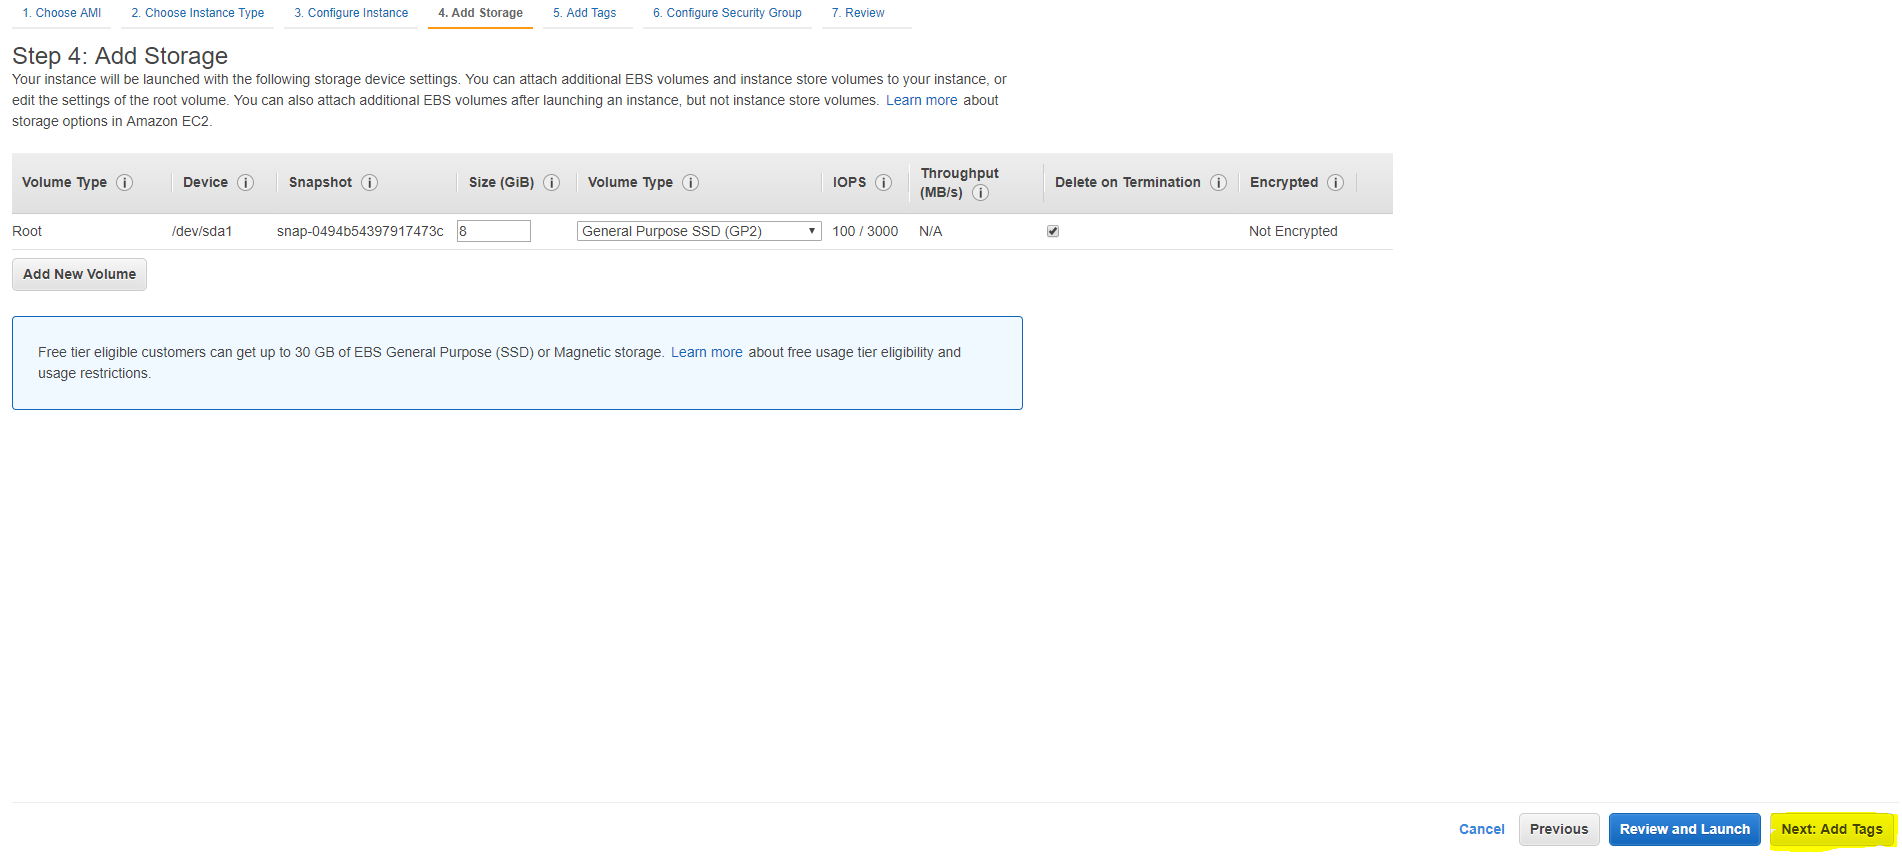 1. Choose AMI 2. Choose Instance Type 3. Configure Instance 4. Add Storage 5. Add Tags 6. Configure Security Group 7. Review
Step 4: Add Storage
Your instance will be launched with the following storage device settings. You can attach additional EBS volumes and instance store volumes to your instance, or
edit the settings of the root volume. You can also attach additional EBS volumes after launching an instance, but not instance store volumes. Learn more about
storage options in Amazon EC2.
Volume Type i Device i Snapshot i Size (GiB) i Volume Type i IOPS i Throughput (MB/s) i Delete on Termination i Encrypted i
Root /dev/sda1 snap-0494b54397917473c 8 General Purpose SSD (GP2) 100 / 3000 N/A Not Encrypted
Add New Volume
Free tier eligible customers can get up to 30 GB of EBS General Purpose (SSD) or Magnetic storage. Learn more about free usage tier eligibility and
usage restrictions.
Cancel Previous Review and Launch Next: Add Tags